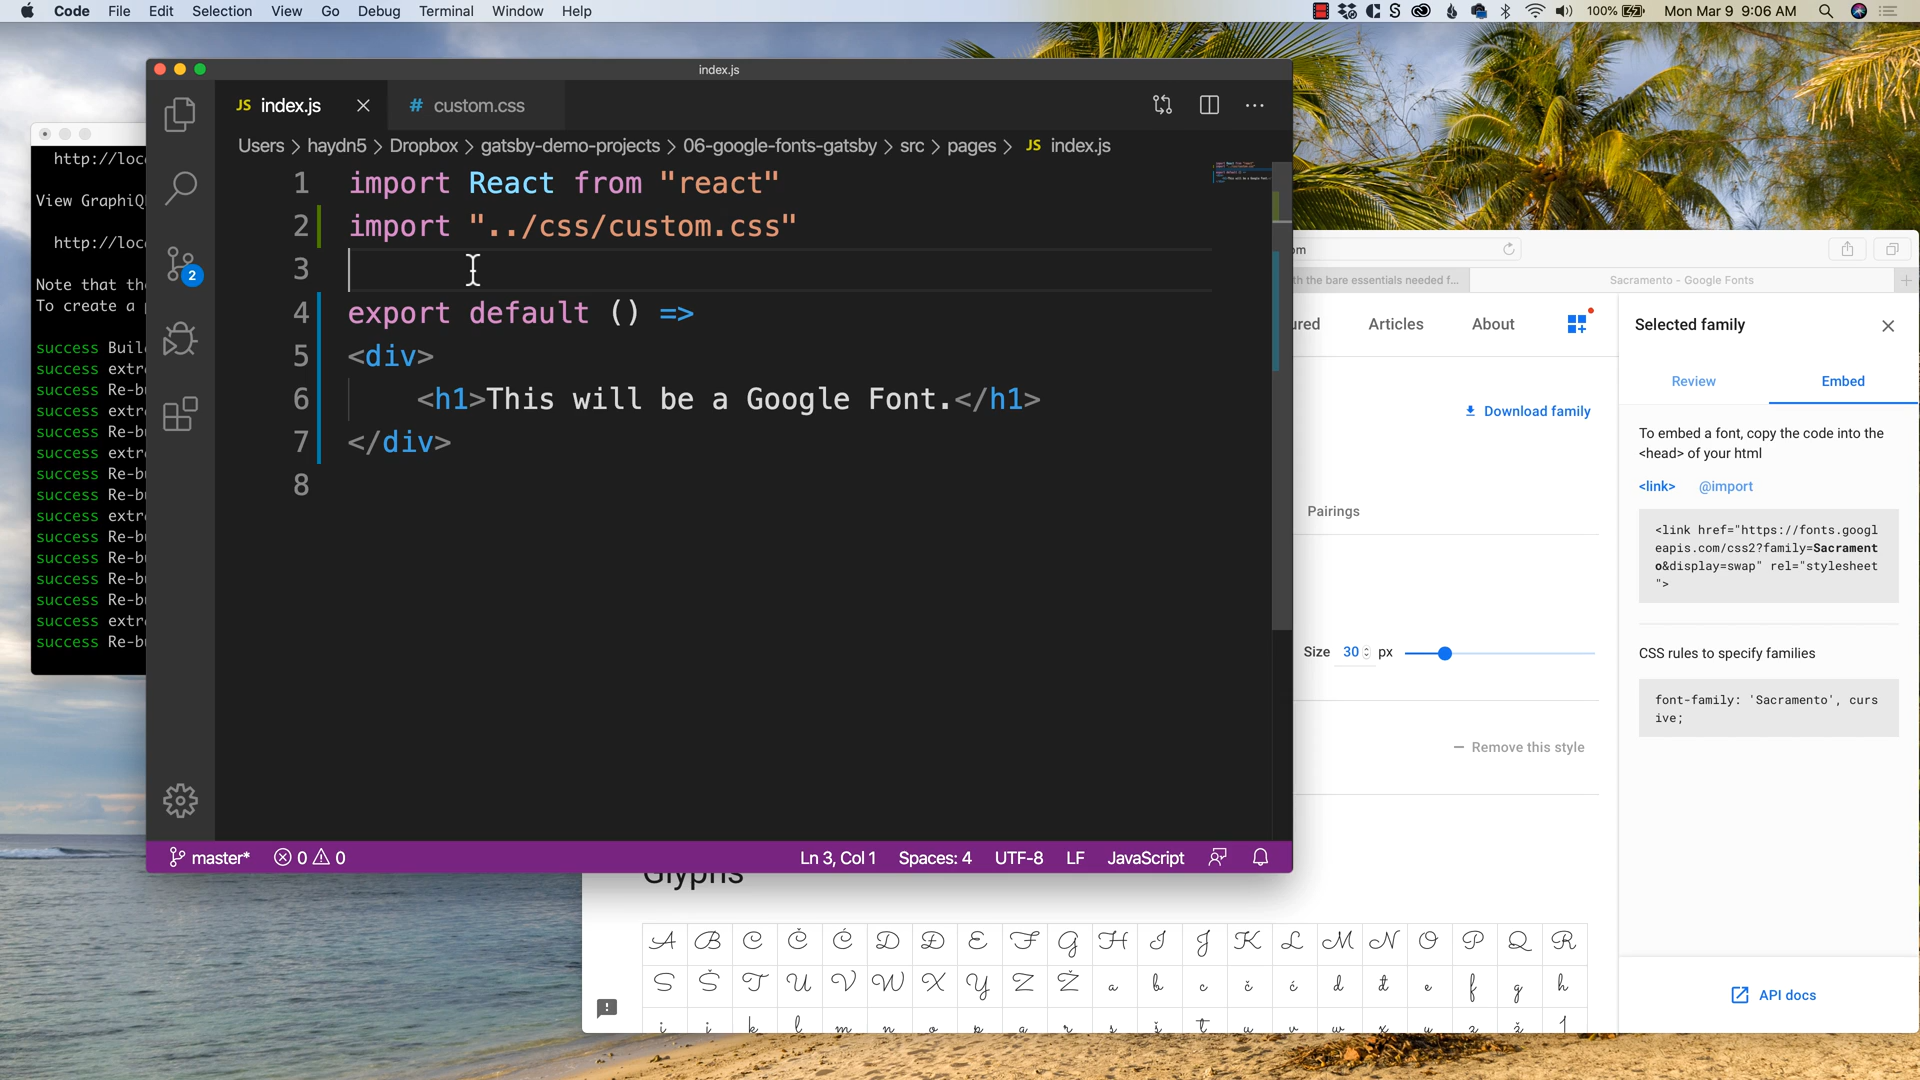 Code File Edit Selection View Go Debug Terminal Window Help
100% Mon Mar 9 9:06 AM
index.js
JS index.js # custom.css
Users > haydn5 > Dropbox > gatsby-demo-projects > 06-google-fonts-gatsby > src > pages > JS index.js
1 import React from "react"
2 import "../css/custom.css"
3
4 export default () =>
5 <div>
6 <h1>This will be a Google Font.</h1>
7 </div>
8
2
master* 0 0 Ln 3, Col 1 Spaces: 4 UTF-8 LF JavaScript
http://loc
View GraphiQ
http://loc
Note that th
To create a
success Buil
success extr
success Re-b
success extr
success Re-b
success extr
success Re-b
success Re-b
success extr
success Re-b
success Re-b
success Re-b
success Re-b
success extr
success Re-b
om
th the bare essentials needed f... Sacramento - Google Fonts
ured Articles About
Download family
Pairings
Size 30 px
Remove this style
Glyphs
A B C Č Ć D Đ E F G H I J K L M N O P Q R
S Š T U V W X Y Z Ž a b c č ć d đ e f g h
i j k l m n o p q r s š t u v w x y z ž
Selected family
Review Embed
To embed a font, copy the code into the
<head> of your html
<link> @import
<link href="https://fonts.googl
eapis.com/css2?family=Sacrament
o&display=swap" rel="stylesheet
">
CSS rules to specify families
font-family: 'Sacramento', curs
ive;
API docs